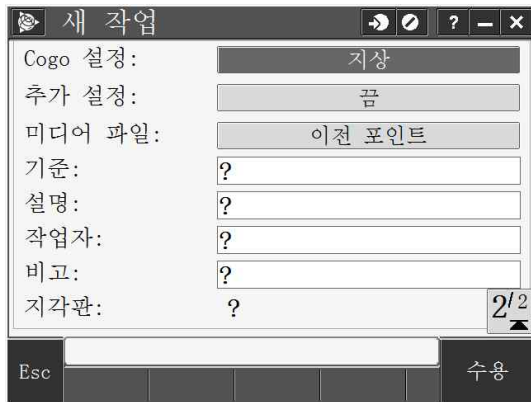 새 작업 ? – ×
Cogo 설정: 지상
추가 설정: 끔
미디어 파일: 이전 포인트
기준: ?
설명: ?
작업자: ?
비고: ?
지각판: ? 2/2
Esc 수용